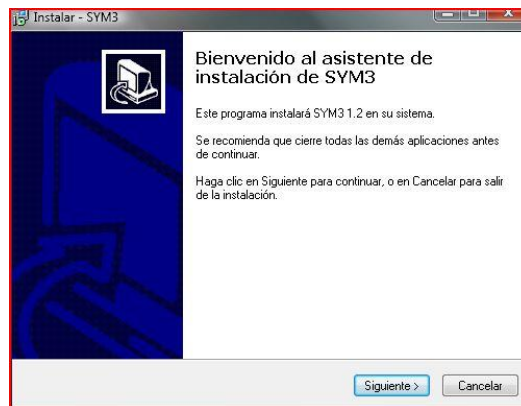 Instalar - SYM3
Bienvenido al asistente de
instalación de SYM3
Este programa instalará SYM3 1.2 en su sistema.
Se recomienda que cierre todas las demás aplicaciones antes
de continuar.
Haga clic en Siguiente para continuar, o en Cancelar para salir
de la instalación.
Siguiente >
Cancelar